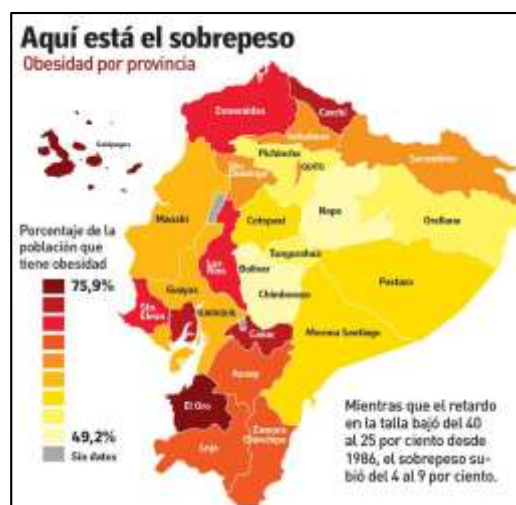 Aquí está el sobrepeso
Obesidad por provincia
Galápagos
Esmeraldas
Carchi
Imbabura
Sucumbíos
Pichincha
QUITO
Sto. Domingo
Manabí
Cotopaxi
Napo
Orellana
Los Ríos
Tungurahua
Bolívar
Pastaza
Chimborazo
Guayas
GUAYAQUIL
Sta. Elena
Cañar
Morona Santiago
Azuay
El Oro
Zamora
Chinchipe
Loja
Porcentaje de la
población que
tiene obesidad
75,9%
49,2%
Sin datos
Mientras que el retardo
en la talla bajó del 40
al 25 por ciento desde
1986, el sobrepeso su-
bió del 4 al 9 por ciento.